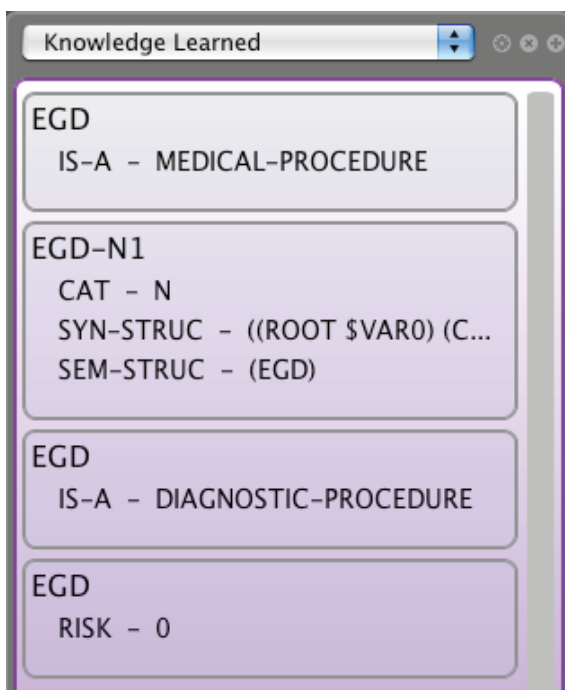 Knowledge Learned
EGD
IS-A - MEDICAL-PROCEDURE
EGD-N1
CAT - N
SYN-STRUC - ((ROOT $VAR0) (C...
SEM-STRUC - (EGD)
EGD
IS-A - DIAGNOSTIC-PROCEDURE
EGD
RISK - 0